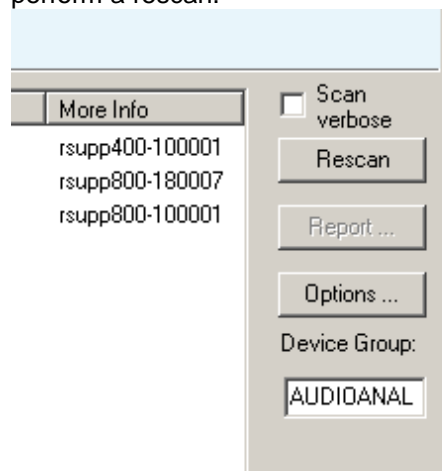 perform a rescan.
More Info
rsupp400-100001
rsupp800-180007
rsupp800-100001
Scan
verbose
Rescan
Report ...
Options ...
Device Group:
AUDIOANAL